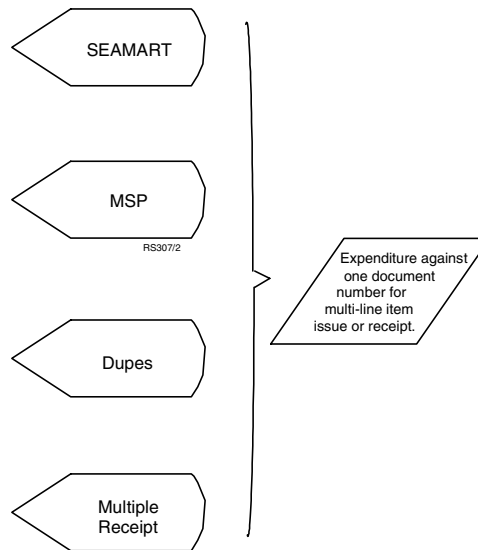 SEAMART
MSP
RS307/2
Expenditure against
one document
number for
multi-line item
issue or receipt.
Dupes
Multiple
Receipt